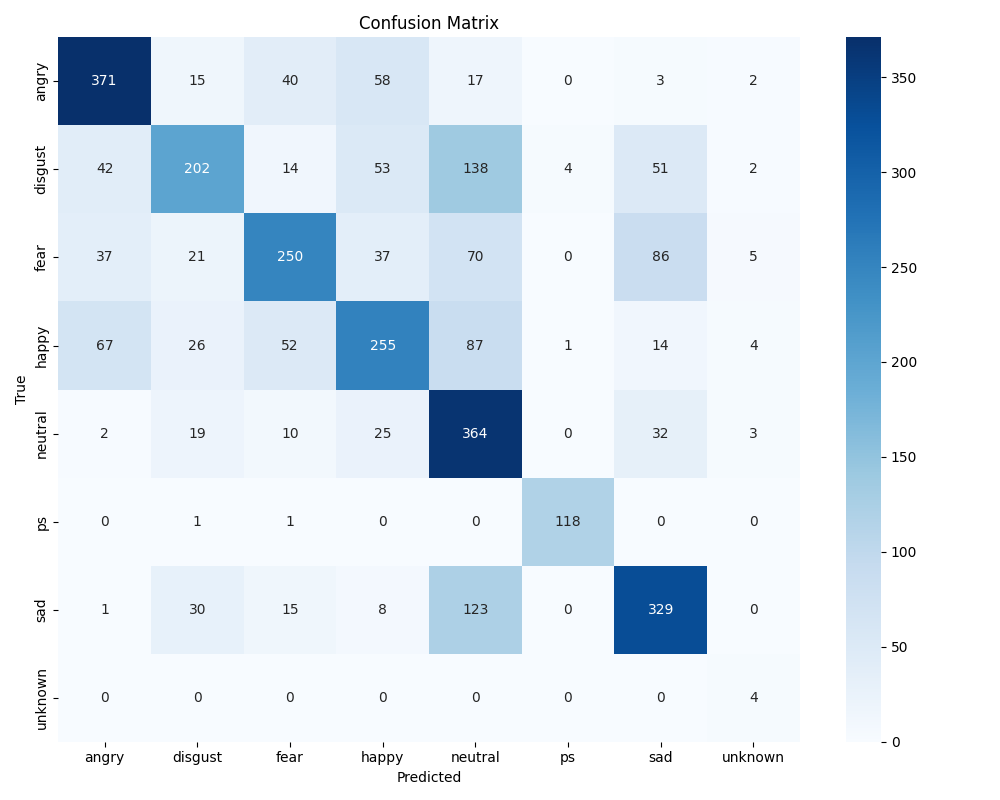 Confusion Matrix
angry 371 15 40 58 17 0 3 2
disgust 42 202 14 53 138 4 51 2
fear 37 21 250 37 70 0 86 5
happy 67 26 52 255 87 1 14 4
neutral 2 19 10 25 364 0 32 3
ps 0 1 1 0 0 118 0 0
sad 1 30 15 8 123 0 329 0
unknown 0 0 0 0 0 0 0 4
angry disgust fear happy neutral ps sad unknown
Predicted
True
350
300
250
200
150
100
50
0